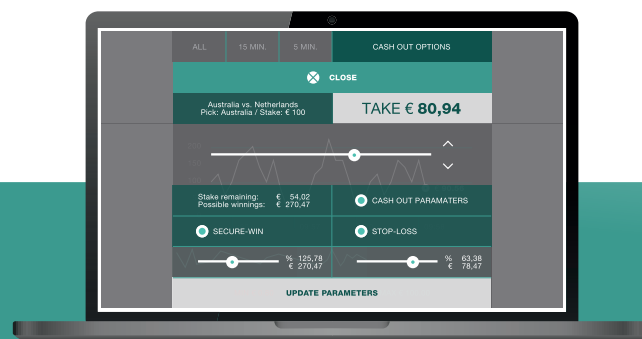 ALL
15 MIN.
5 MIN.
CASH OUT OPTIONS
CLOSE
Australia vs. Netherlands
Pick: Australia / Stake: € 100
TAKE € 80,94
Stake remaining: € 54,02
Possible winnings: € 270,47
CASH OUT PARAMATERS
SECURE-WIN
STOP-LOSS
% 125,78
€ 270,47
% 63,38
€ 78,47
UPDATE PARAMETERS